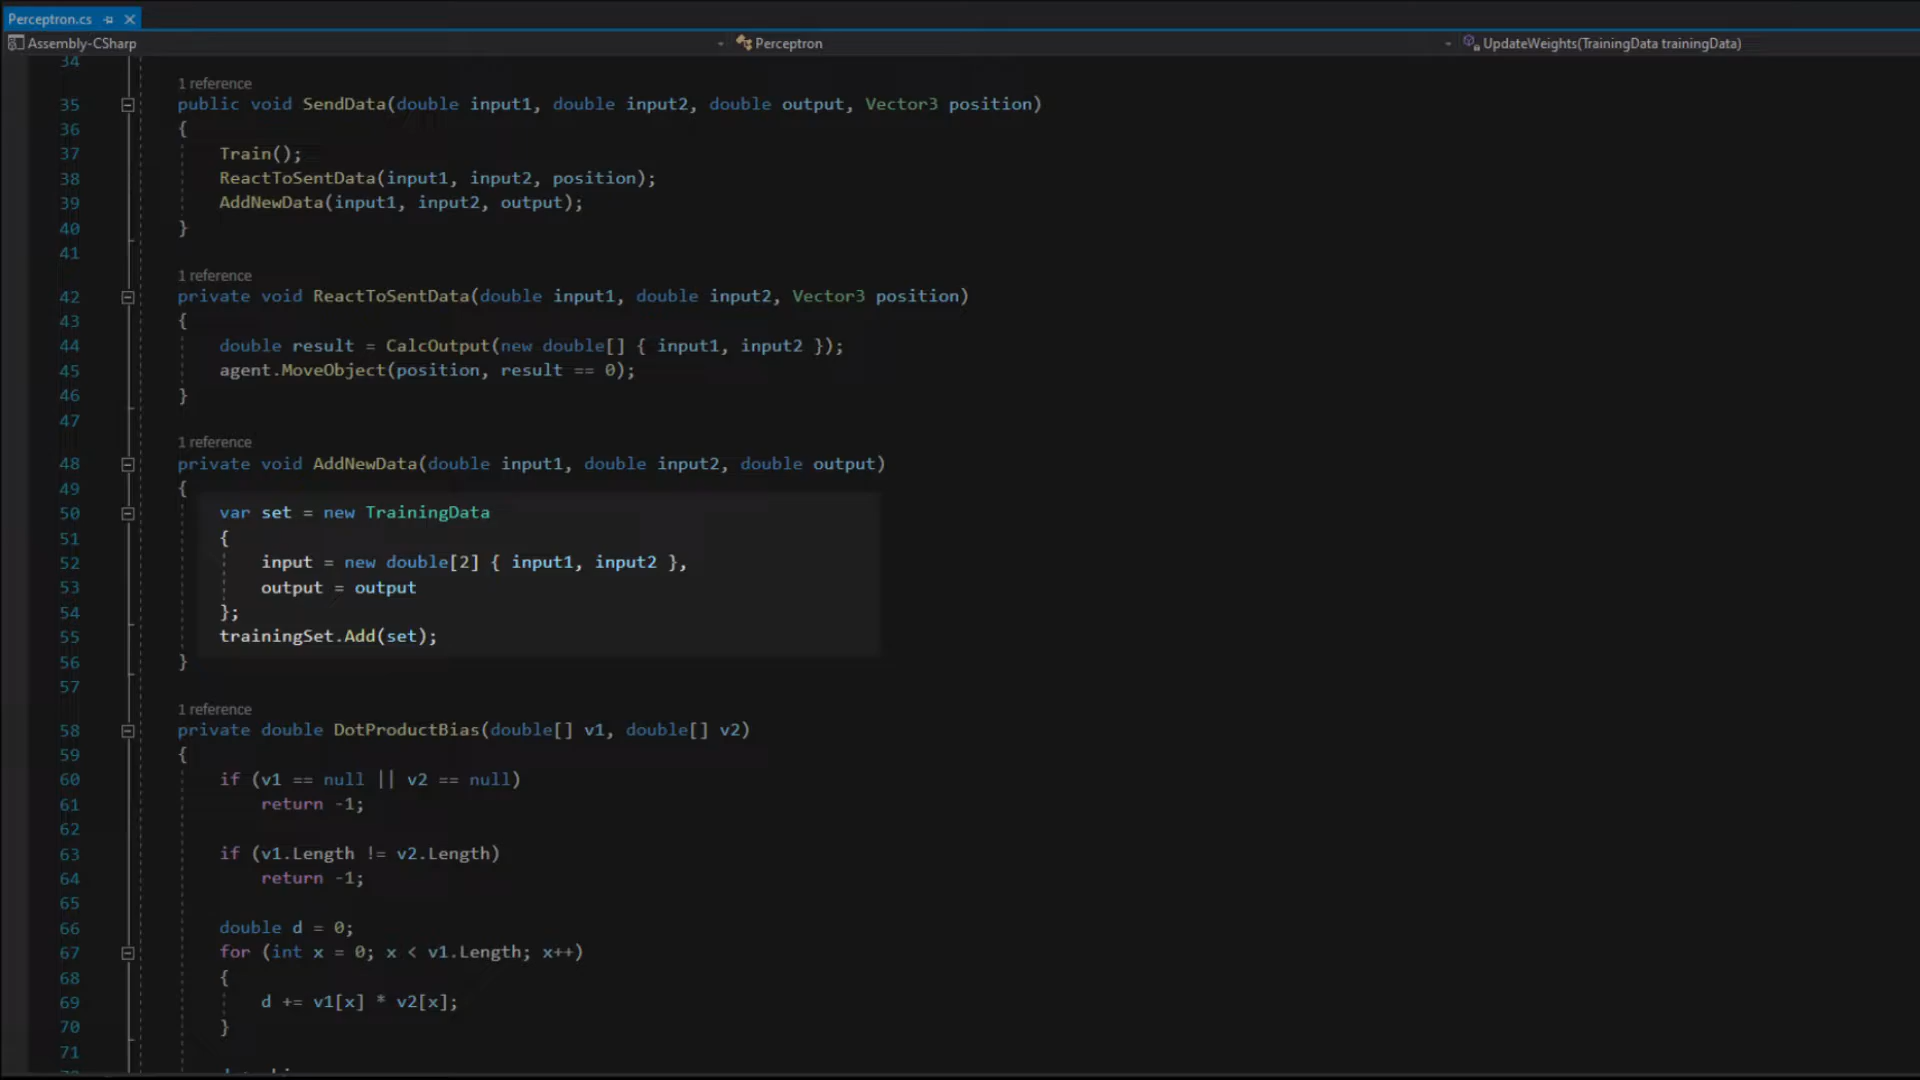 Perceptron.cs
Assembly-CSharp Perceptron UpdateWeights(TrainingData trainingData)
34
1 reference
35 public void SendData(double input1, double input2, double output, Vector3 position)
36 {
37 Train();
38 ReactToSentData(input1, input2, position);
39 AddNewData(input1, input2, output);
40 }
41
1 reference
42 private void ReactToSentData(double input1, double input2, Vector3 position)
43 {
44 double result = CalcOutput(new double[] { input1, input2 });
45 agent.MoveObject(position, result == 0);
46 }
47
1 reference
48 private void AddNewData(double input1, double input2, double output)
49 {
50 var set = new TrainingData
51 {
52 input = new double[2] { input1, input2 },
53 output = output
54 };
55 trainingSet.Add(set);
56 }
57
1 reference
58 private double DotProductBias(double[] v1, double[] v2)
59 {
60 if (v1 == null || v2 == null)
61 return -1;
62
63 if (v1.Length != v2.Length)
64 return -1;
65
66 double d = 0;
67 for (int x = 0; x < v1.Length; x++)
68 {
69 d += v1[x] * v2[x];
70 }
71